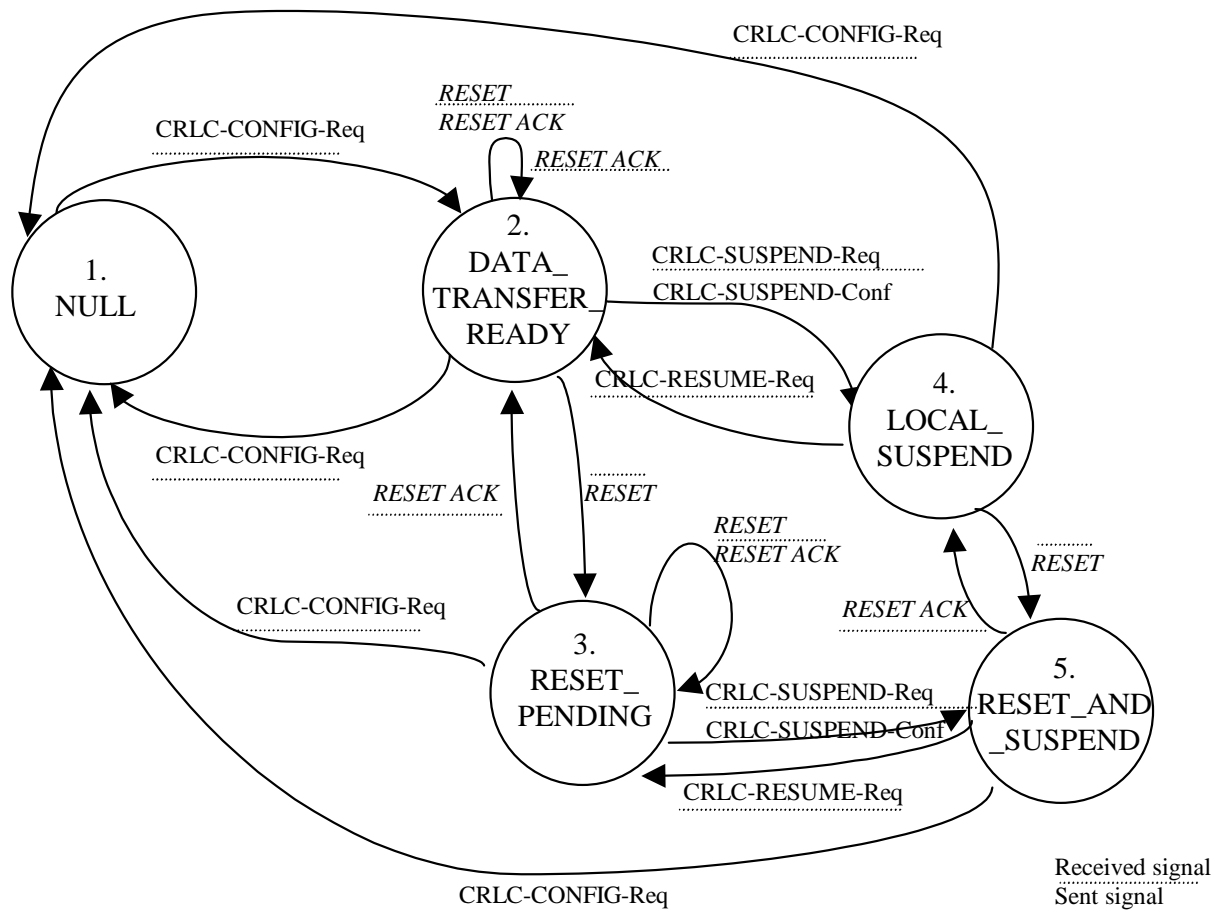 CRLC-CONFIG-Req
RESET
RESET ACK
CRLC-CONFIG-Req
RESET ACK
1.
NULL
2.
DATA_
TRANSFER_
READY
CRLC-SUSPEND-Req
CRLC-SUSPEND-Conf
CRLC-RESUME-Req
4.
LOCAL_
SUSPEND
CRLC-CONFIG-Req
RESET ACK
RESET
RESET
RESET ACK
RESET
CRLC-CONFIG-Req
RESET ACK
3.
RESET_
PENDING
CRLC-SUSPEND-Req
CRLC-SUSPEND-Conf
CRLC-RESUME-Req
5.
RESET_AND
_SUSPEND
CRLC-CONFIG-Req
Received signal
Sent signal